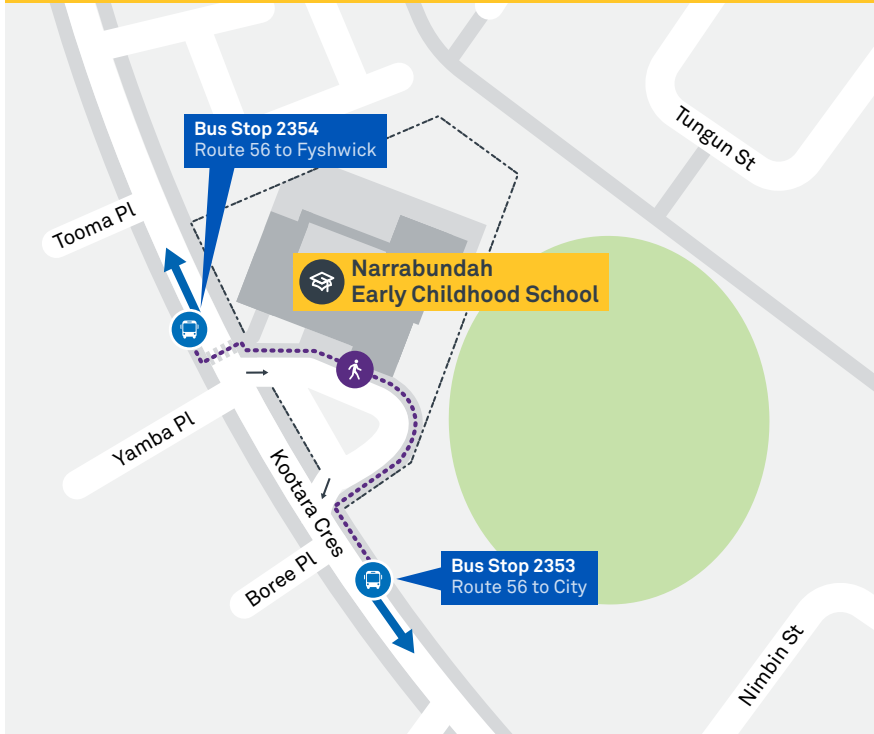 Bus Stop 2354
Route 56 to Fyshwick
Tungun St
Tooma Pl
Narrabundah
Early Childhood School
Yamba Pl
Kootara Cres
Boree Pl
Bus Stop 2353
Route 56 to City
Nimbin St